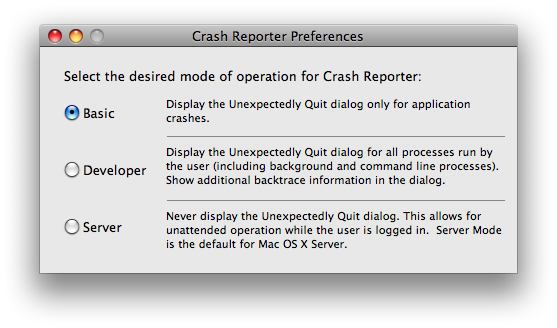 Crash Reporter Preferences
Select the desired mode of operation for Crash Reporter:
Basic
Display the Unexpectedly Quit dialog only for application
crashes.
Developer
Display the Unexpectedly Quit dialog for all processes run by
the user (including background and command line processes).
Show additional backtrace information in the dialog.
Server
Never display the Unexpectedly Quit dialog. This allows for
unattended operation while the user is logged in.  Server Mode
is the default for Mac OS X Server.